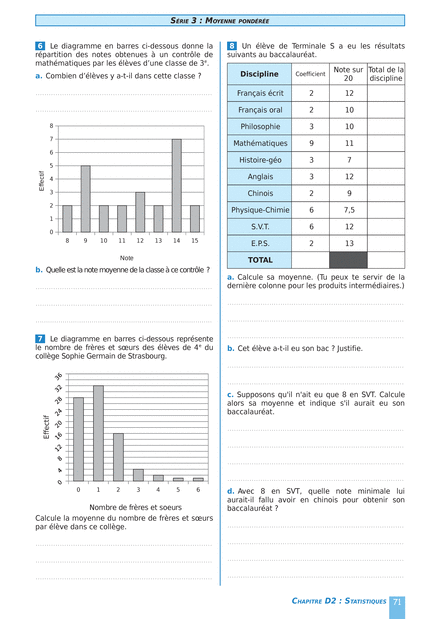 SÉRIE 3 : MOYENNE PONDÉRÉE
6 Le diagramme en barres ci-dessous donne la
répartition des notes obtenues à un contrôle de
mathématiques par les élèves d'une classe de 3e.
a. Combien d'élèves y a-t-il dans cette classe ?
8
7
6
5
4
3
2
1
0
Effectif
8 9 10 11 12 13 14 15
Note
b. Quelle est la note moyenne de la classe à ce contrôle ?
7 Le diagramme en barres ci-dessous représente
le nombre de frères et sœurs des élèves de 4e du
collège Sophie Germain de Strasbourg.
36
32
28
24
20
16
12
8
4
0
Effectif
0 1 2 3 4 5 6
Nombre de frères et soeurs
Calcule la moyenne du nombre de frères et sœurs
par élève dans ce collège.
8 Un élève de Terminale S a eu les résultats
suivants au baccalauréat.
Discipline Coefficient Note sur 20 Total de la discipline
Français écrit 2 12
Français oral 2 10
Philosophie 3 10
Mathématiques 9 11
Histoire-géo 3 7
Anglais 3 12
Chinois 2 9
Physique-Chimie 6 7,5
S.V.T. 6 12
E.P.S. 2 13
TOTAL
a. Calcule sa moyenne. (Tu peux te servir de la
dernière colonne pour les produits intermédiaires.)
b. Cet élève a-t-il eu son bac ? Justifie.
c. Supposons qu'il n'ait eu que 8 en SVT. Calcule
alors sa moyenne et indique s'il aurait eu son
baccalauréat.
d. Avec 8 en SVT, quelle note minimale lui
aurait-il fallu avoir en chinois pour obtenir son
baccalauréat ?
CHAPITRE D2 : STATISTIQUES 71